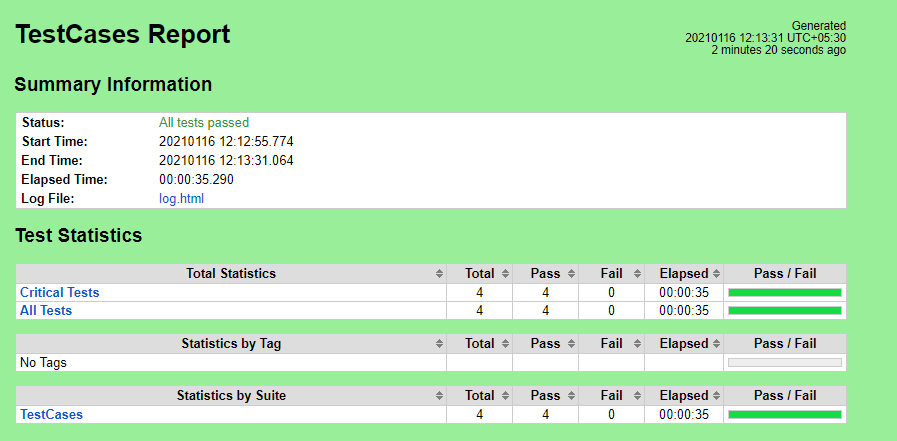 TestCases Report
Generated
20210116 12:13:31 UTC+05:30
2 minutes 20 seconds ago
Summary Information
Status: All tests passed
Start Time: 20210116 12:12:55.774
End Time: 20210116 12:13:31.064
Elapsed Time: 00:00:35.290
Log File: log.html
Test Statistics
Total Statistics Total Pass Fail Elapsed Pass / Fail
Critical Tests 4 4 0 00:00:35
All Tests 4 4 0 00:00:35
Statistics by Tag Total Pass Fail Elapsed Pass / Fail
No Tags
Statistics by Suite Total Pass Fail Elapsed Pass / Fail
TestCases 4 4 0 00:00:35